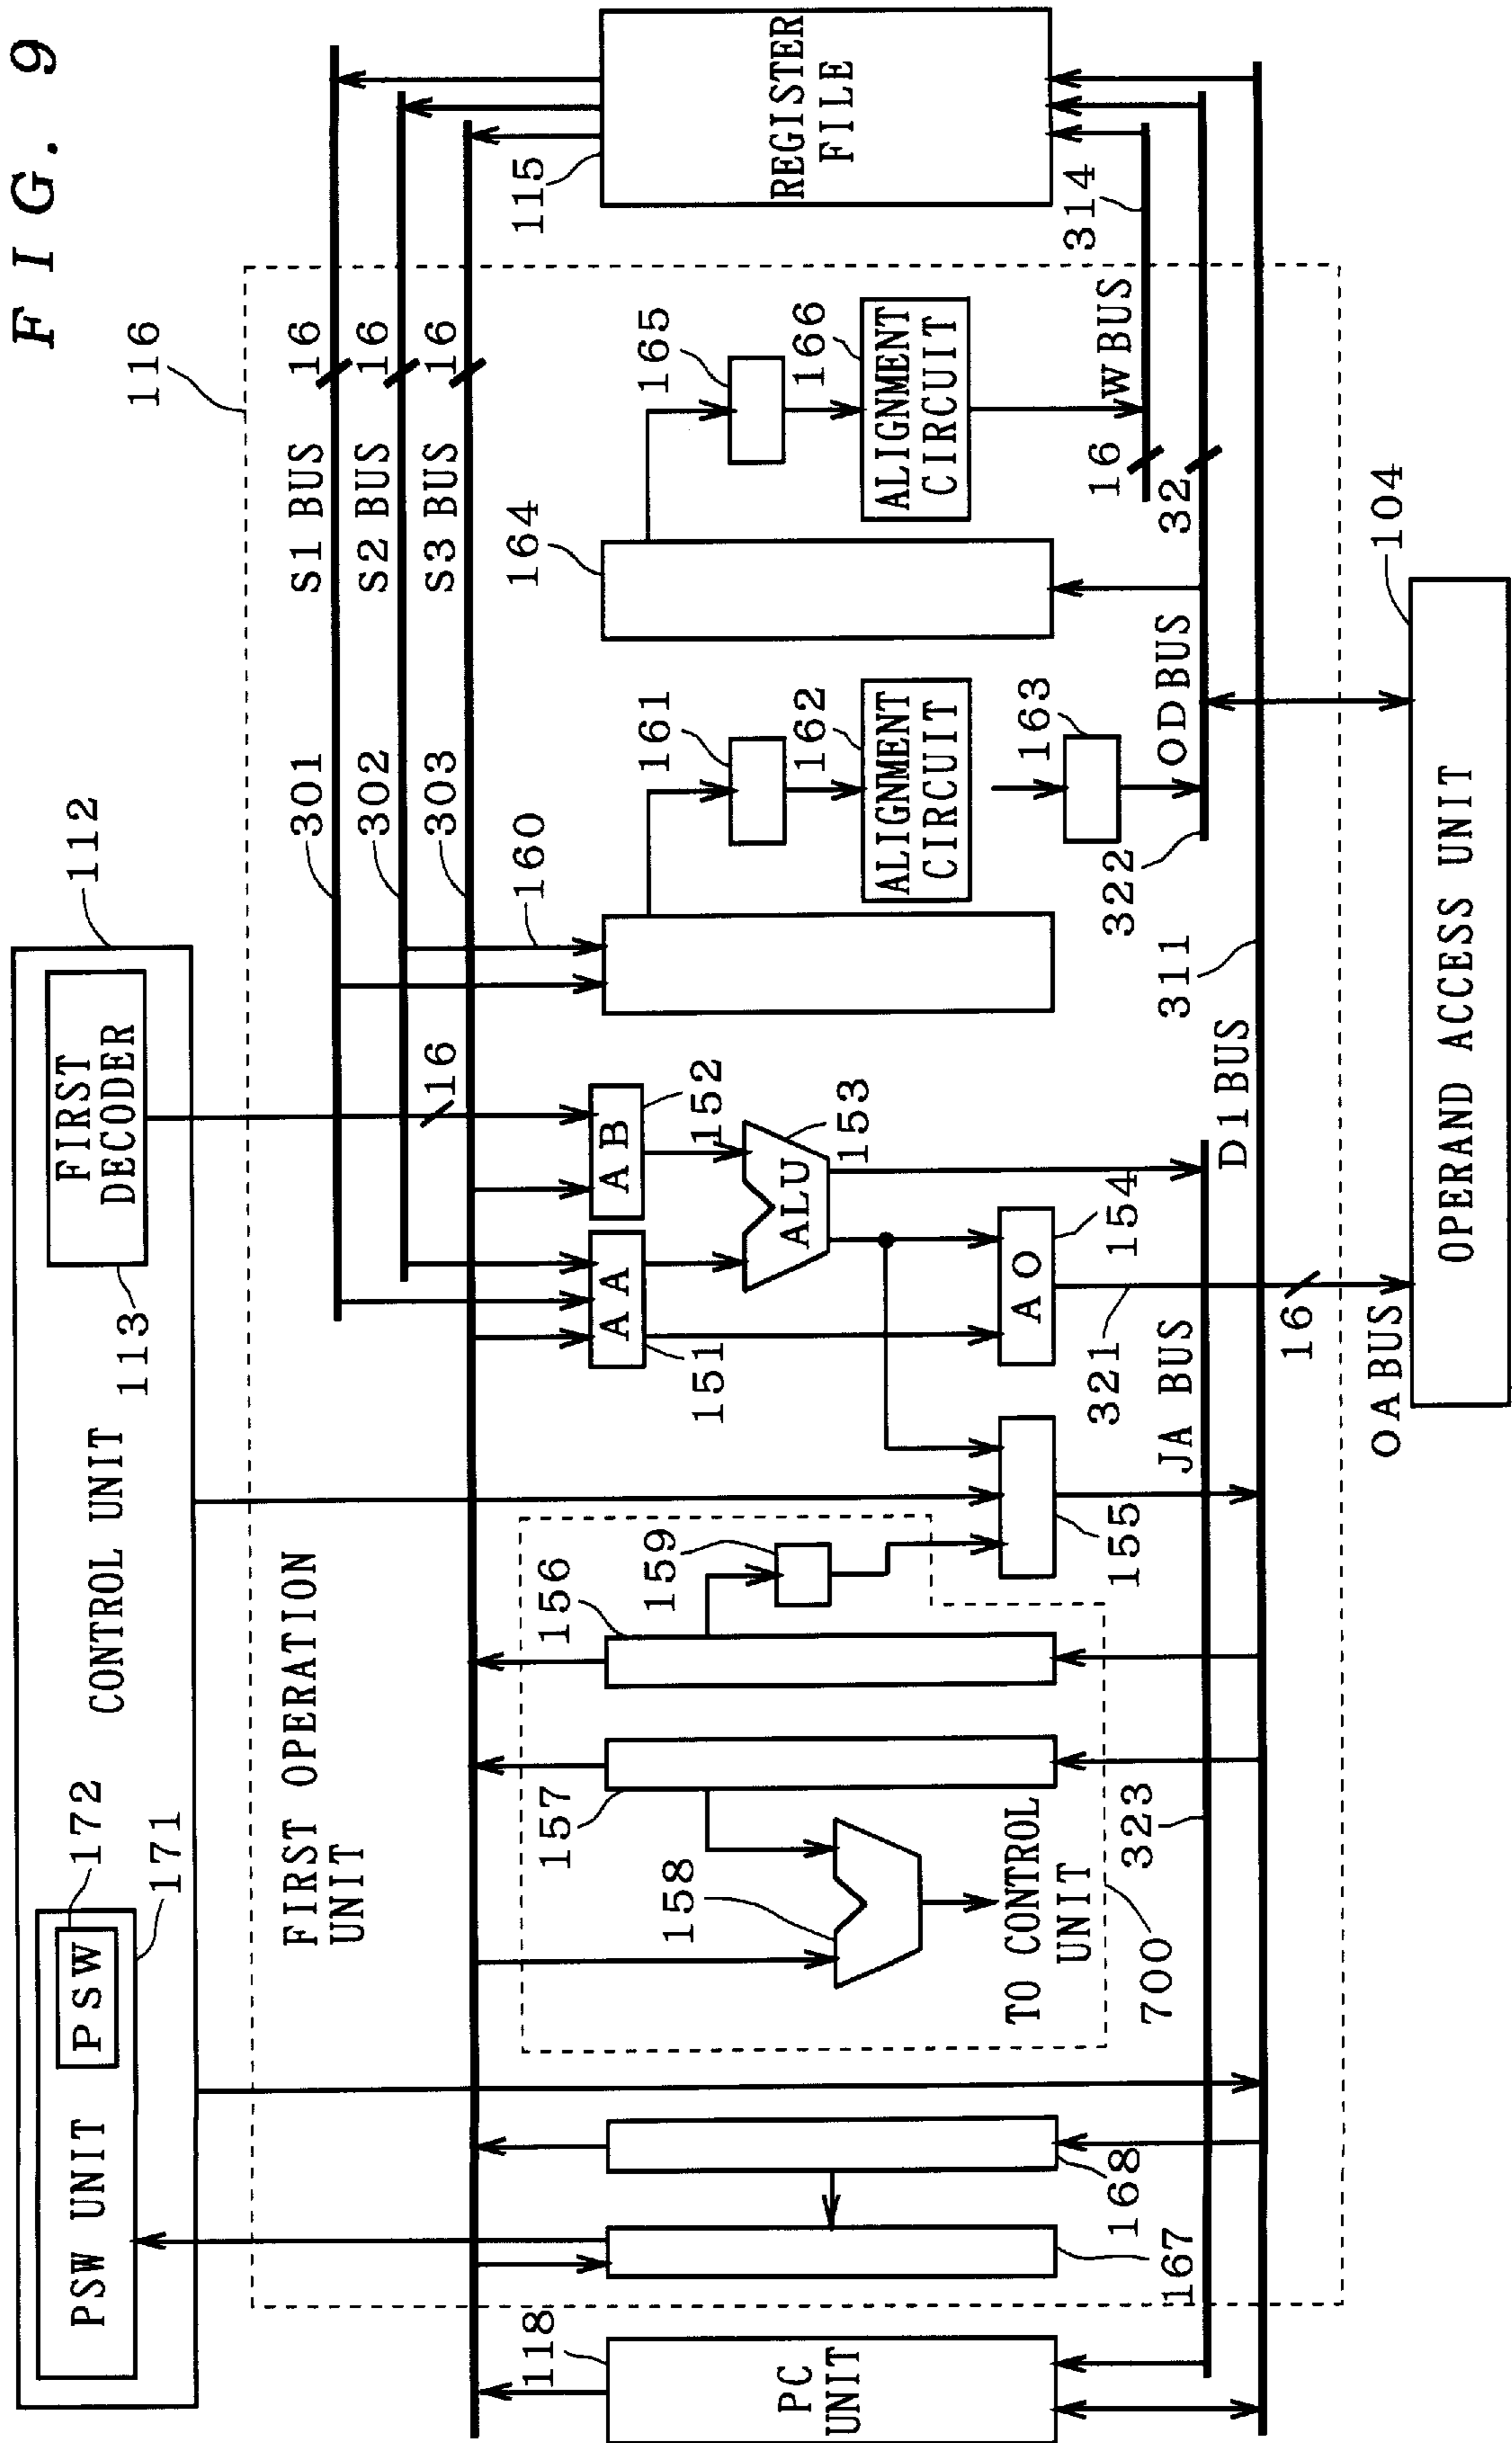 FIG. 9
CONTROL UNIT
112
FIRST
DECODER
113
PSW UNIT
PSW
172
171
116
FIRST OPERATION
UNIT
301
S1 BUS
16
302
S2 BUS
16
303
S3 BUS
16
16
118
PC
UNIT
167
168
157
156
159
158
TO CONTROL
UNIT
700
155
AA
151
AB
152
152
ALU
153
AO
154
321
160
161
162
ALIGNMENT
CIRCUIT
163
164
165
166
ALIGNMENT
CIRCUIT
115
REGISTER
FILE
314
16
W BUS
32
OD BUS
322
323
JA BUS
D1 BUS
311
16
OA BUS
104
OPERAND ACCESS UNIT